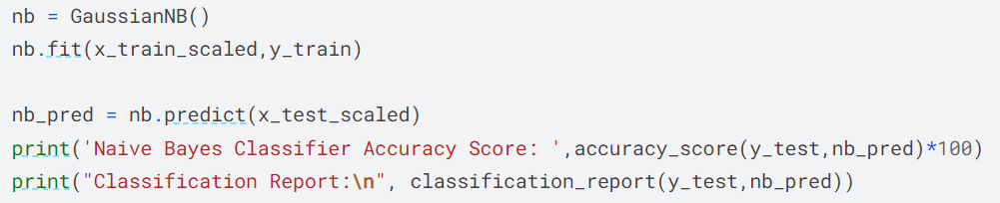 nb = GaussianNB()
nb.fit(x_train_scaled,y_train)
nb_pred = nb.predict(x_test_scaled)
print('Naive Bayes Classifier Accuracy Score: ',accuracy_score(y_test,nb_pred)*100)
print("Classification Report:\n", classification_report(y_test,nb_pred))